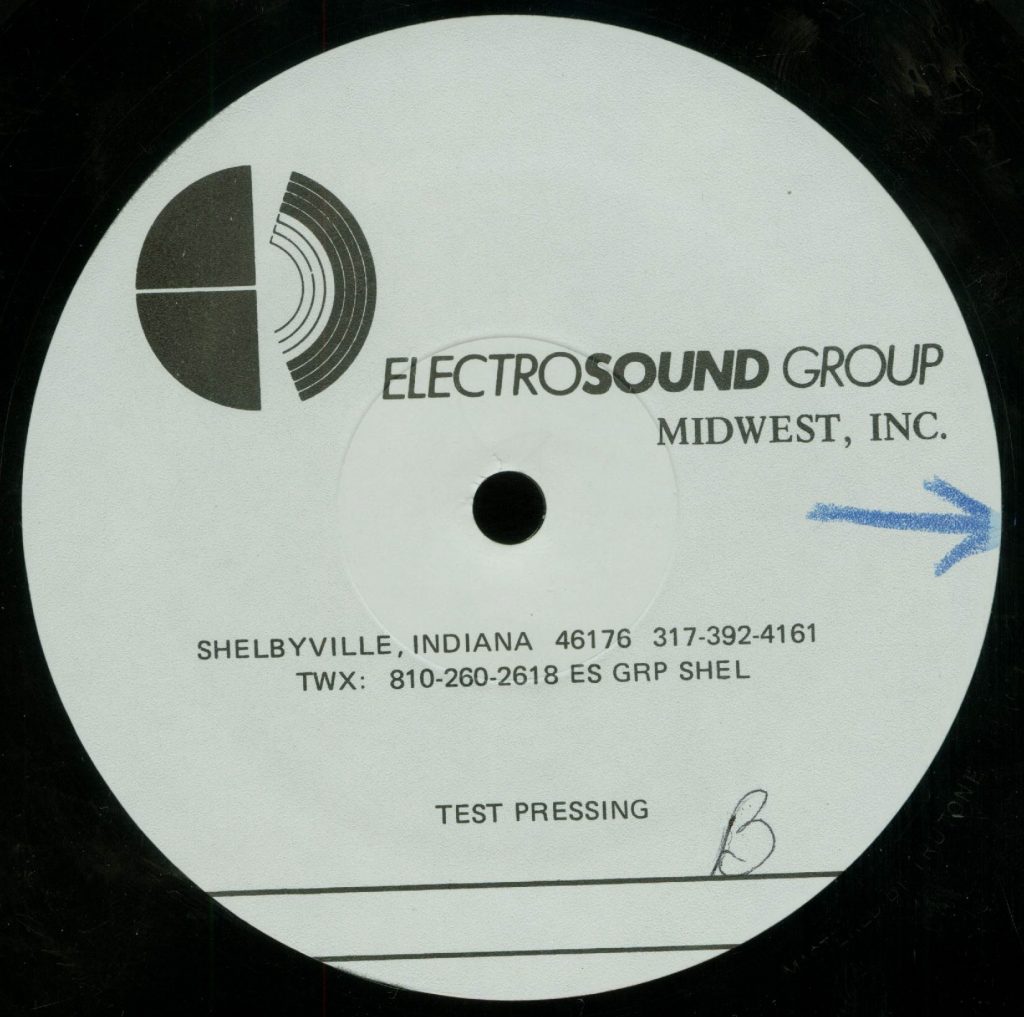 ELECTROSOUND GROUP
MIDWEST, INC.
SHELBYVILLE, INDIANA 46176 317-392-4161
TWX: 810-260-2618 ES GRP SHEL
TEST PRESSING
B